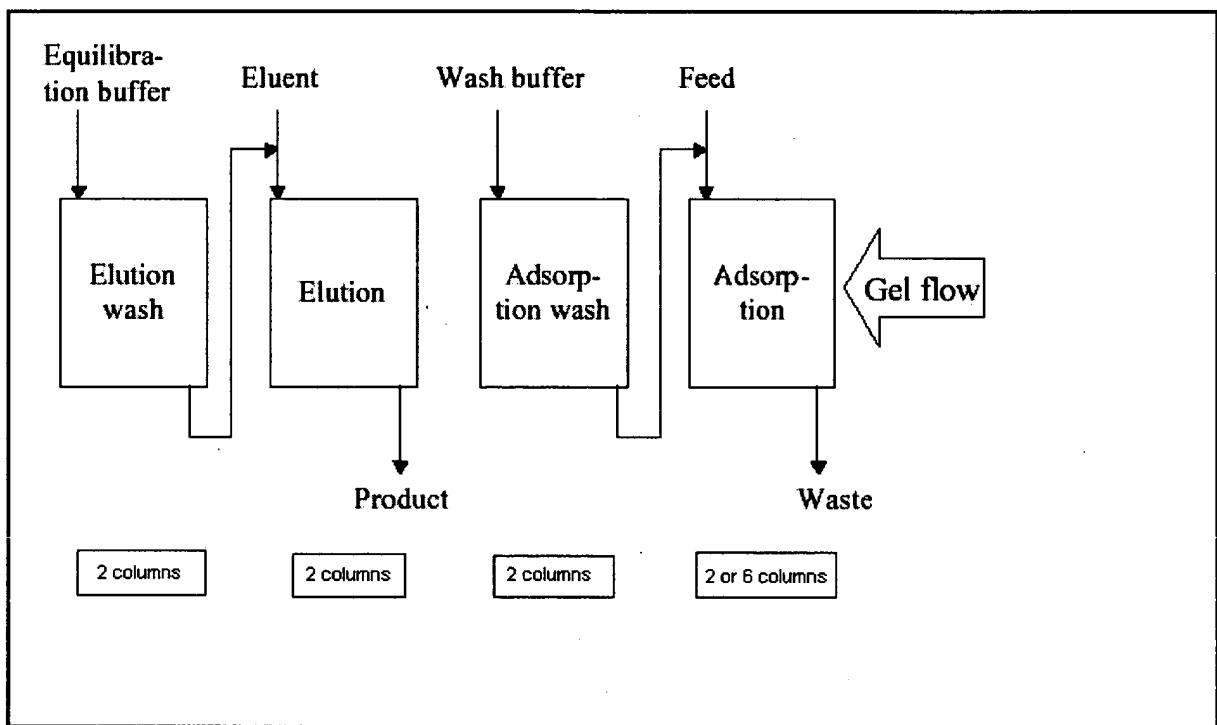 Equilibra-
tion buffer
Eluent
Wash buffer
Feed
Elution
wash
Elution
Adsorp-
tion wash
Adsorp-
tion
Gel flow
Product
Waste
2 columns
2 columns
2 columns
2 or 6 columns